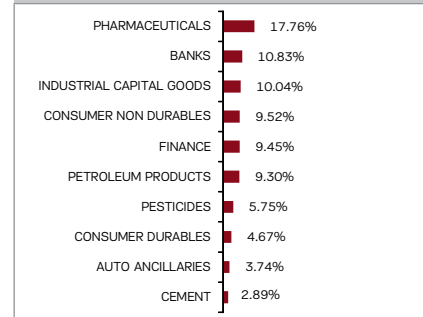 PHARMACEUTICALS 17.76%
BANKS 10.83%
INDUSTRIAL CAPITAL GOODS 10.04%
CONSUMER NON DURABLES 9.52%
FINANCE 9.45%
PETROLEUM PRODUCTS 9.30%
PESTICIDES 5.75%
CONSUMER DURABLES 4.67%
AUTO ANCILLARIES 3.74%
CEMENT 2.89%